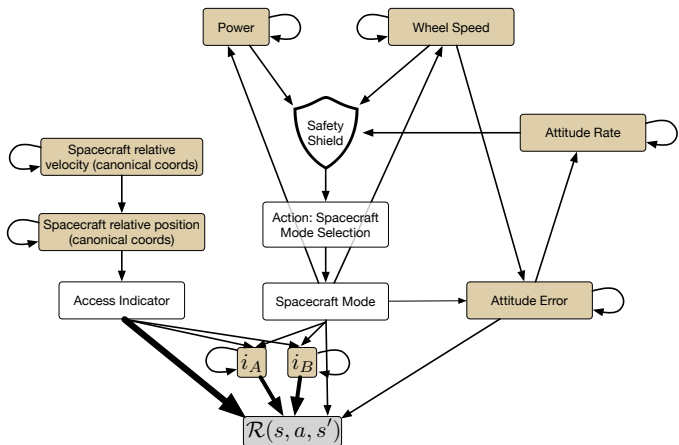 Power
Wheel Speed
Safety
Shield
Attitude Rate
Spacecraft relative
velocity (canonical coords)
Spacecraft relative position
(canonical coords)
Action: Spacecraft
Mode Selection
Access Indicator
Spacecraft Mode
Attitude Error
i_A
i_B
R(s, a, s′)